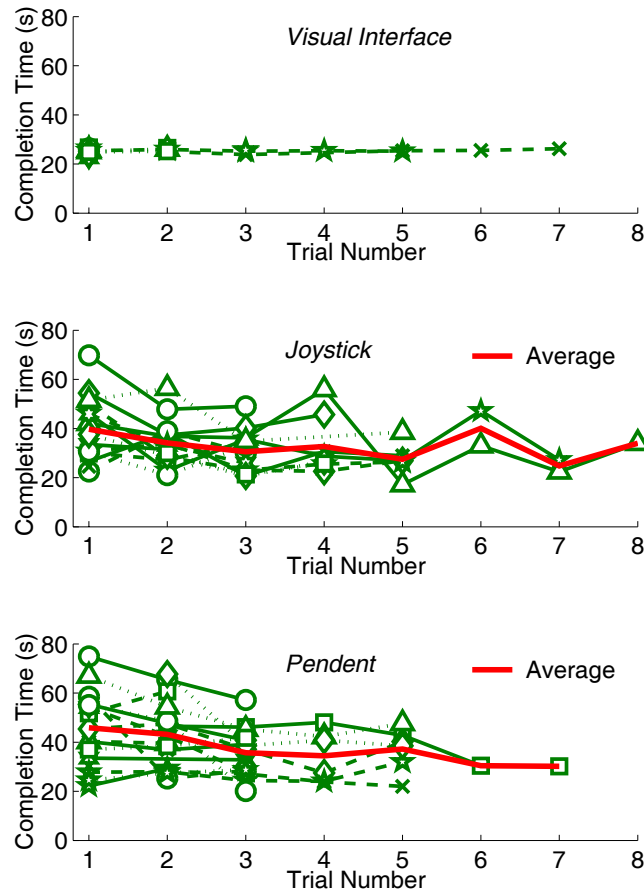 Completion Time (s)
80
60
40
20
0
Visual Interface
1 2 3 4 5 6 7 8
Trial Number
Completion Time (s)
80
60
40
20
0
Joystick
Average
1 2 3 4 5 6 7 8
Trial Number
Completion Time (s)
80
60
40
20
0
Pendent
Average
1 2 3 4 5 6 7 8
Trial Number